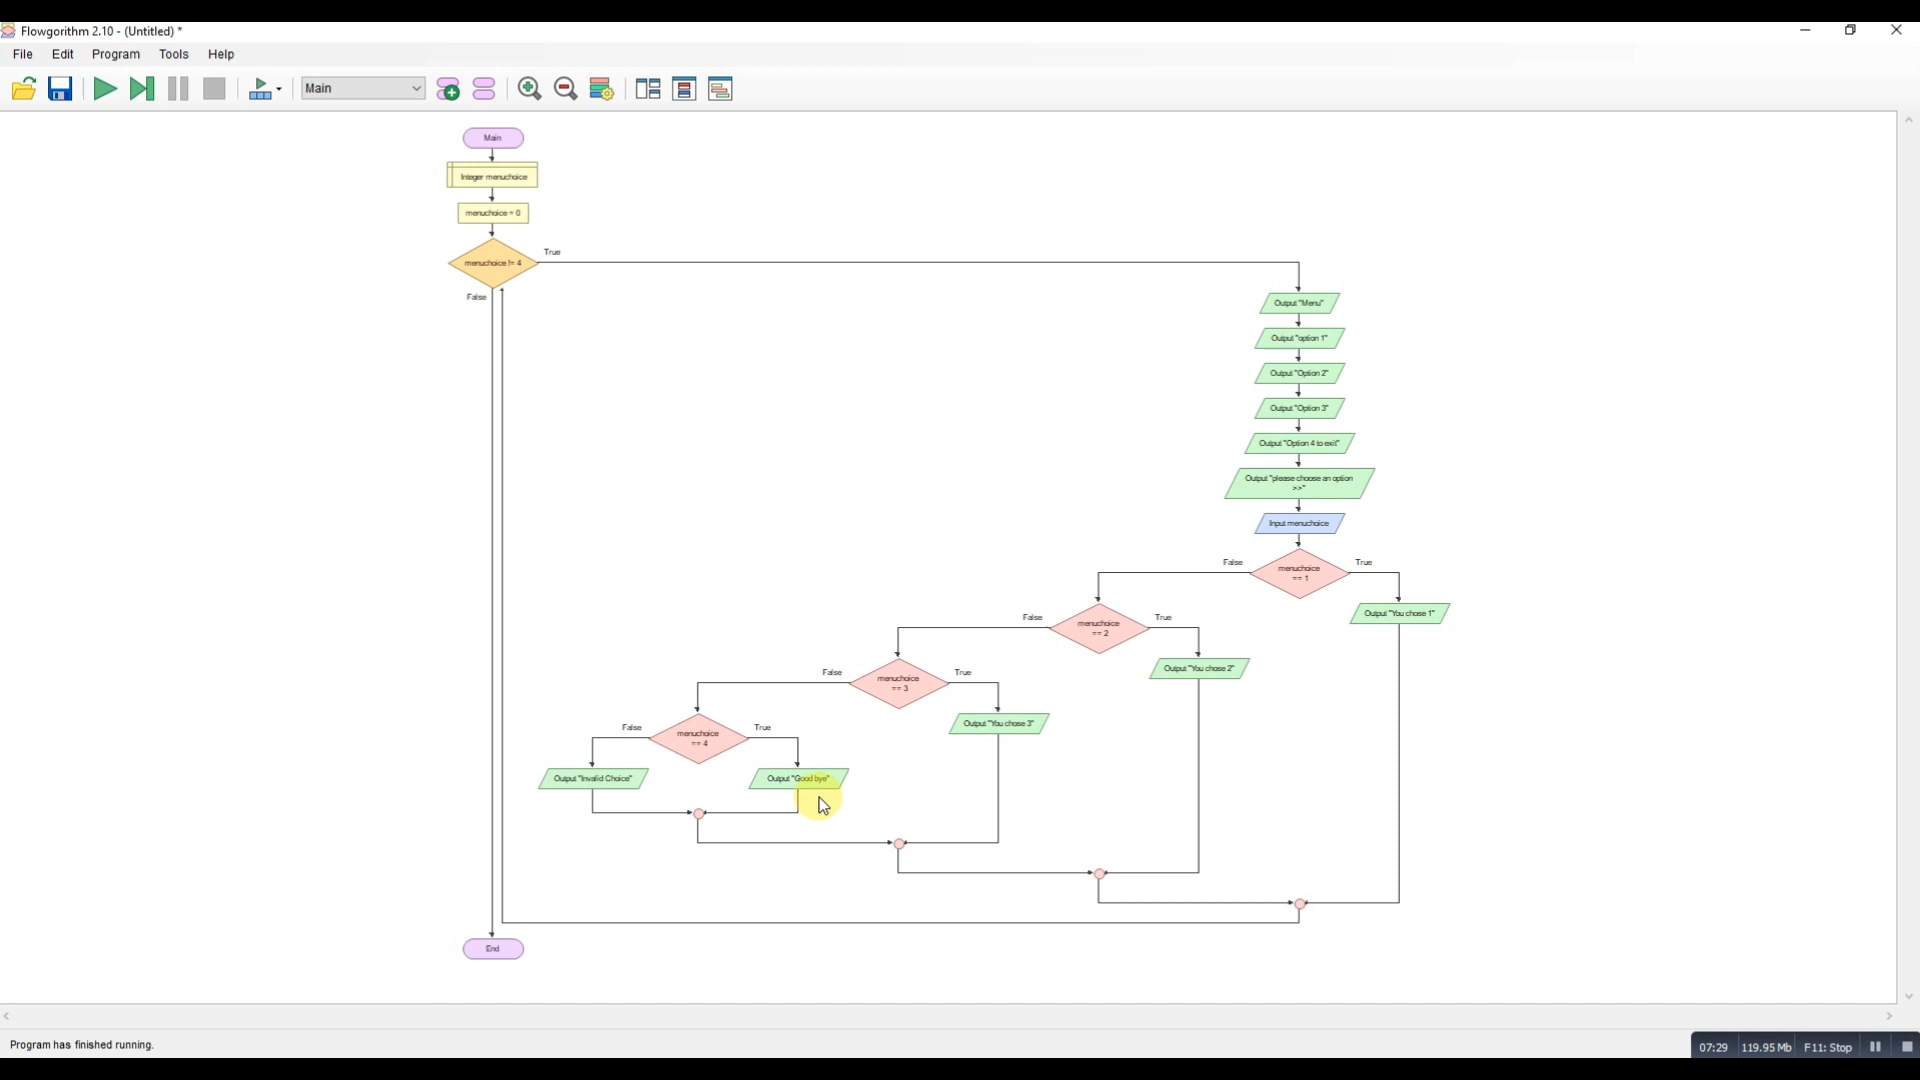 Flowgorithm 2.10 - (Untitled) *
File Edit Program Tools Help
Main
Main
Integer menuchoice
menuchoice = 0
menuchoice != 4
True
False
Output "Menu"
Output "option 1"
Output "Option 2"
Output "Option 3"
Output "Option 4 to exit"
Output "please choose an option
>>"
Input menuchoice
False
True
menuchoice
== 1
Output "You chose 1"
False
True
menuchoice
== 2
Output "You chose 2"
False
True
menuchoice
== 3
Output "You chose 3"
False
True
menuchoice
== 4
Output "Invalid Choice"
Output "Good bye"
End
Program has finished running.
07:29 119.95 Mb F11: Stop